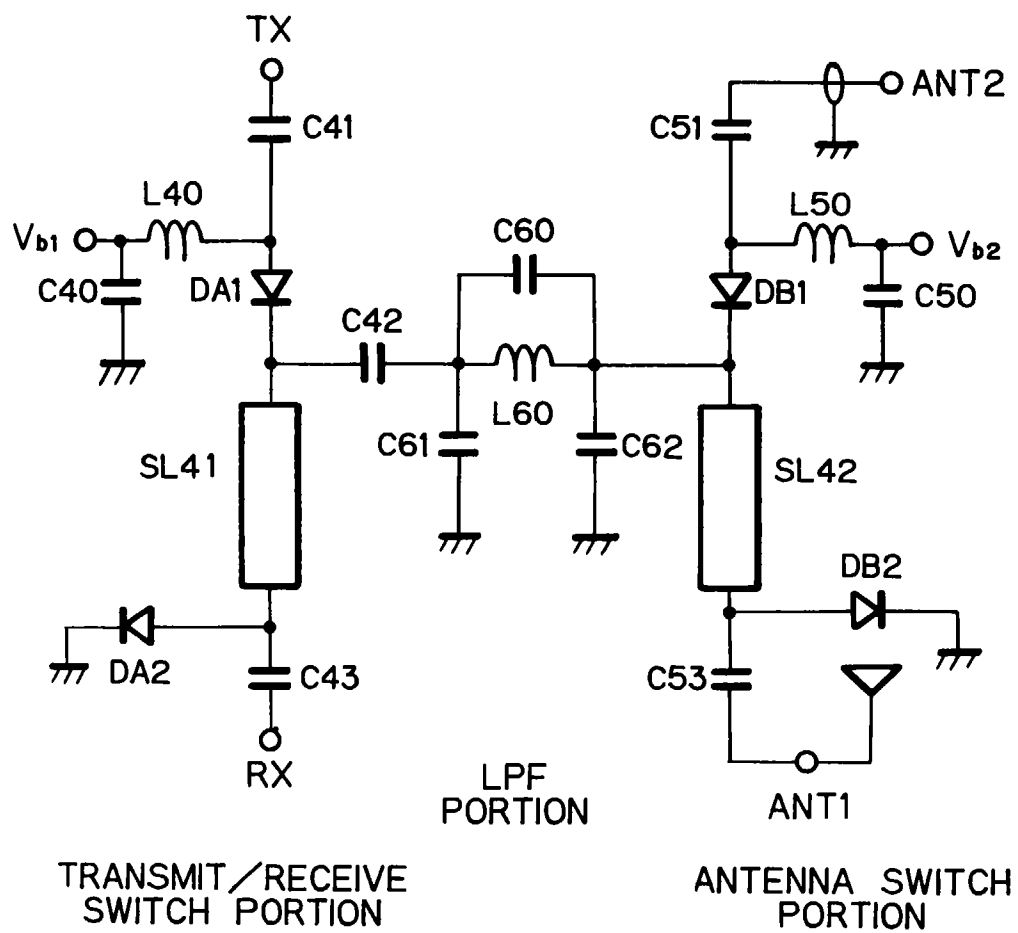 TX
C41
C51
ANT2
L40
L50
Vb1
C60
Vb2
C40
DA1
C42
DB1
C50
L60
C61
C62
SL41
SL42
DB2
DA2
C43
C53
RX
LPF
PORTION
ANT1
TRANSMIT/RECEIVE
SWITCH PORTION
ANTENNA SWITCH
PORTION